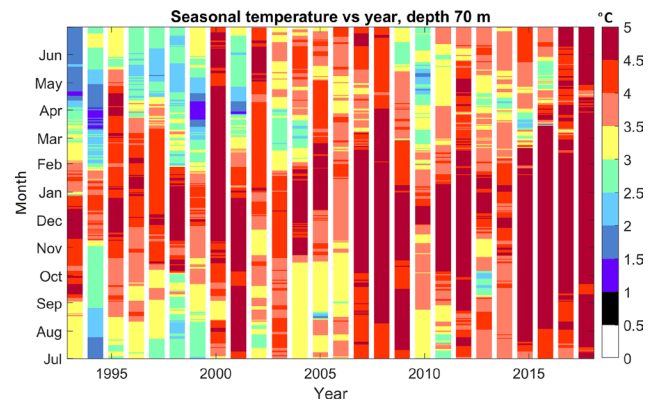 Seasonal temperature vs year, depth 70 m
°C
Jun
May
Apr
Mar
Feb
Jan
Dec
Nov
Oct
Sep
Aug
Jul
Month
1995
2000
2005
2010
2015
Year
5
4.5
4
3.5
3
2.5
2
1.5
1
0.5
0